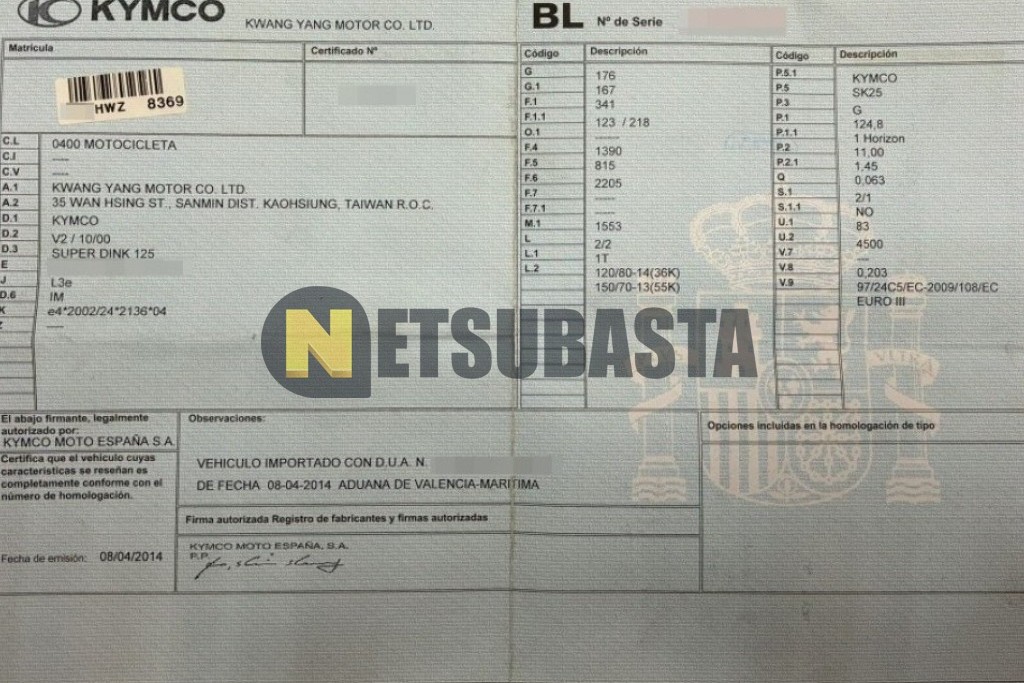 KYMCO
KWANG YANG MOTOR CO. LTD.
BL Nº de Serie
Matricula
Certificado Nº
HWZ 8369
C.L 0400 MOTOCICLETA
C.I ----
C.V ----
A.1 KWANG YANG MOTOR CO. LTD.
A.2 35 WAN HSING ST., SANMIN DIST. KAOHSIUNG, TAIWAN R.O.C.
D.1 KYMCO
D.2 V2 / 10/00
D.3 SUPER DINK 125
E
J L3e
D.6 IM
K e4*2002/24*2136*04
Z ----
Código Descripción
G 176
G.1 167
F.1 341
F.1.1 123 / 218
O.1 ------
F.4 1390
F.5 815
F.6 2205
F.7 ------
F.7.1 ------
M.1 1553
L 2/2
L.1 1T
L.2 120/80-14(36K)
150/70-13(55K)
Código Descripción
P.5.1 KYMCO
P.5 SK25
P.3 G
P.1 124,8
P.1.1 1 Horizon
P.2 11,00
P.2.1 1,45
Q 0,063
S.1 2/1
S.1.1 NO
U.1 83
U.2 4500
V.7 ----
V.8 0,203
V.9 97/24C5/EC-2009/108/EC
EURO III
VLTRA
NETSUBASTA
El abajo firmante, legalmente
autorizado por:
KYMCO MOTO ESPAÑA S.A.
Certifica que el vehículo cuyas
características se reseñan es
completamente conforme con el
número de homologación.
Fecha de emisión: 08/04/2014
Observaciones:
VEHICULO IMPORTADO CON D.U.A. N.
DE FECHA 08-04-2014 ADUANA DE VALENCIA-MARITIMA
Firma autorizada Registro de fabricantes y firmas autorizadas
KYMCO MOTO ESPAÑA, S.A.
P.P.
Opciones incluidas en la homologación de tipo